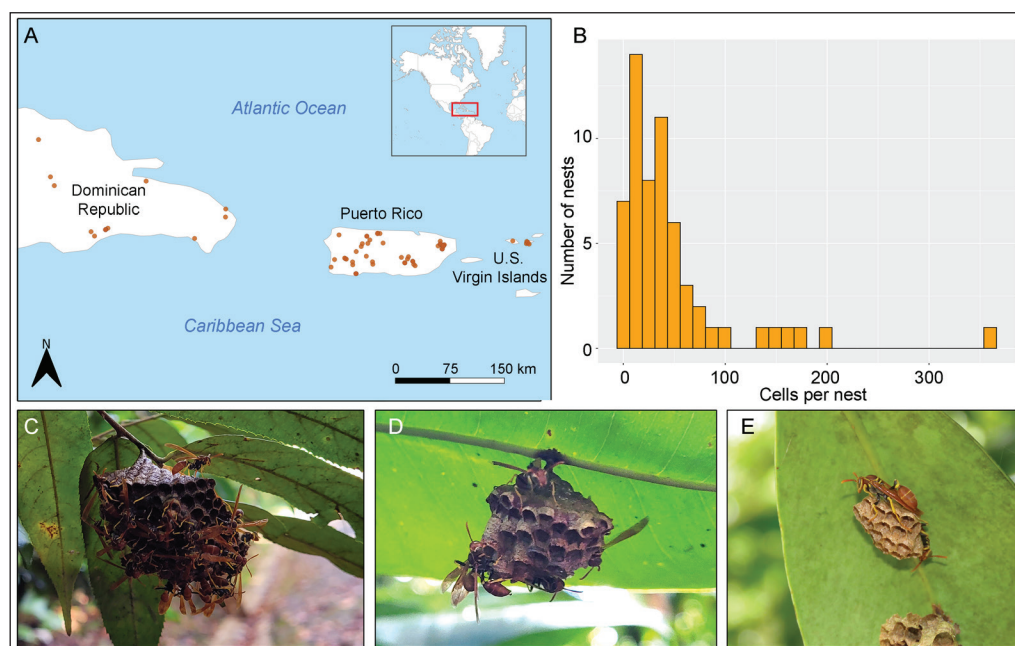 A
Atlantic Ocean
Dominican
Republic
Puerto Rico
U.S.
Virgin Islands
Caribbean Sea
N
0 75 150 km
B
Number of nests
10
5
0
0 100 200 300
Cells per nest
C
D
E